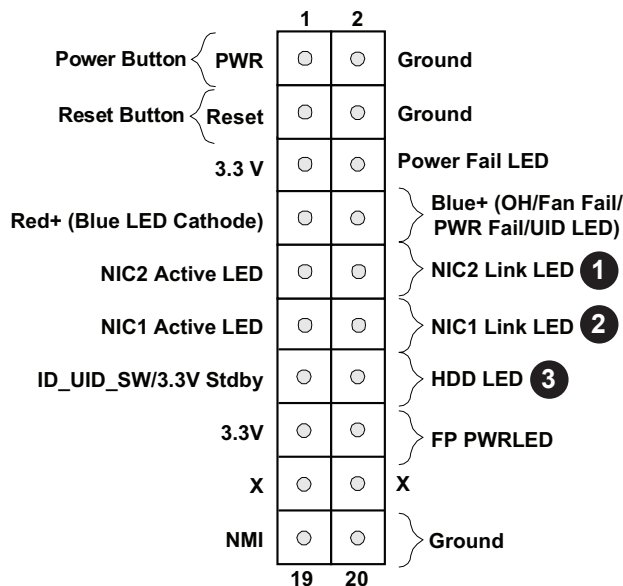 1 2
Power Button PWR Ground
Reset Button Reset Ground
3.3 V Power Fail LED
Red+ (Blue LED Cathode) Blue+ (OH/Fan Fail/
PWR Fail/UID LED)
NIC2 Active LED NIC2 Link LED 1
NIC1 Active LED NIC1 Link LED 2
ID_UID_SW/3.3V Stdby HDD LED 3
3.3V FP PWRLED
X X
NMI Ground
19 20